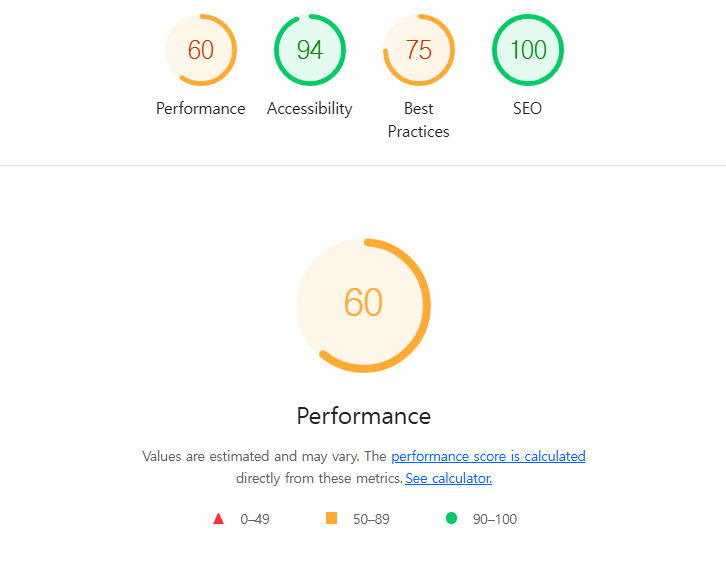 60 94 75 100
Performance Accessibility Best Practices SEO
60
Performance
Values are estimated and may vary. The performance score is calculated
directly from these metrics. See calculator.
0–49 50–89 90–100